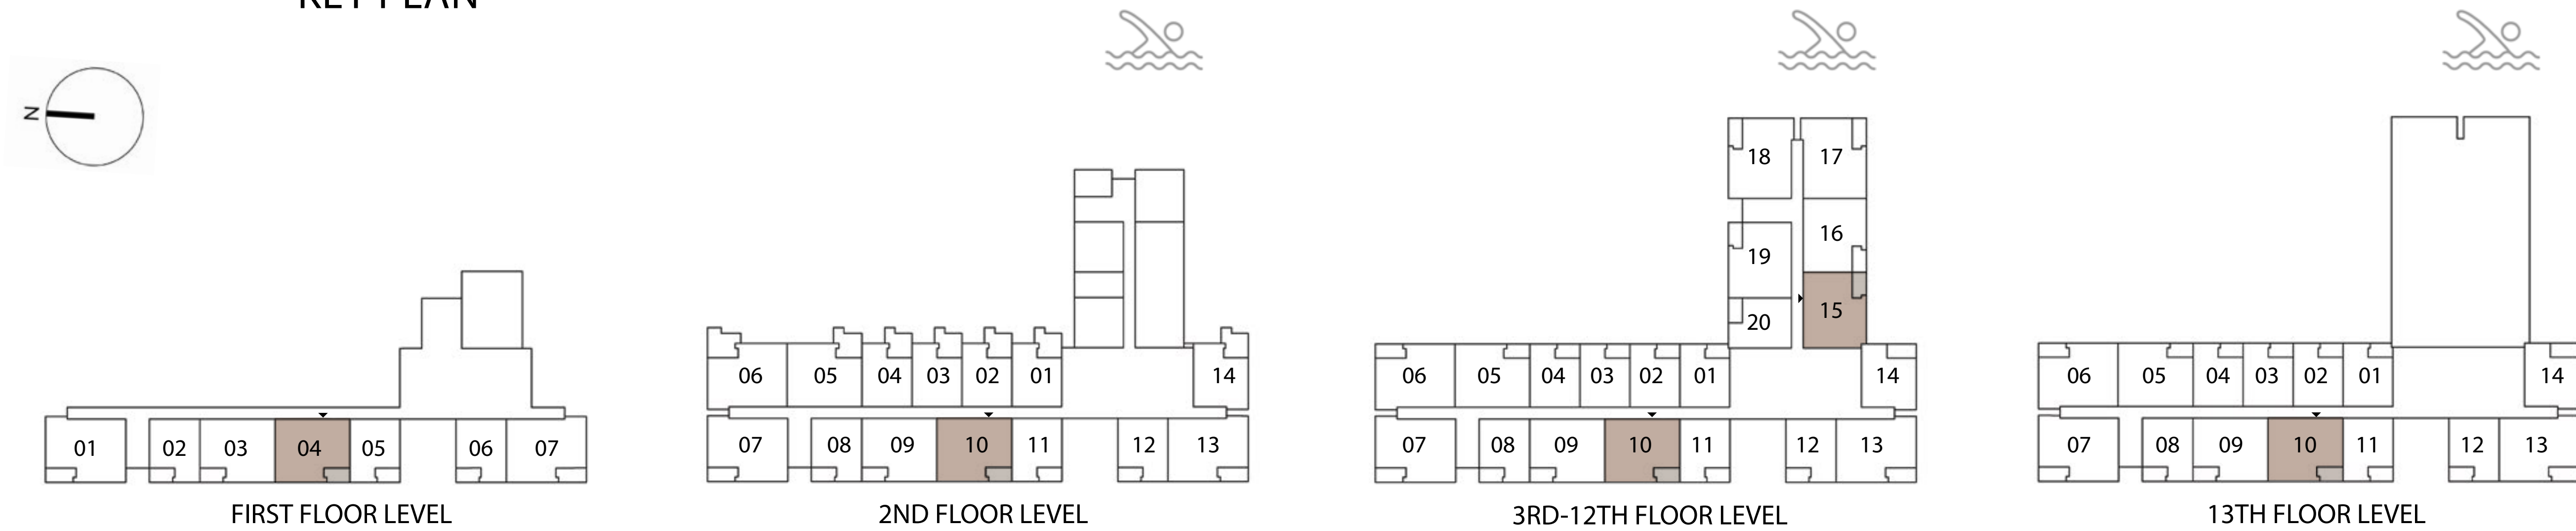 KEY PLAN
N
18 17
16
19
15
20
06 05 04 03 02 01 14
06 05 04 03 02 01 14
06 05 04 03 02 01 14
01 02 03 04 05 06 07
07 08 09 10 11 12 13
07 08 09 10 11 12 13
07 08 09 10 11 12 13
FIRST FLOOR LEVEL
2ND FLOOR LEVEL
3RD-12TH FLOOR LEVEL
13TH FLOOR LEVEL